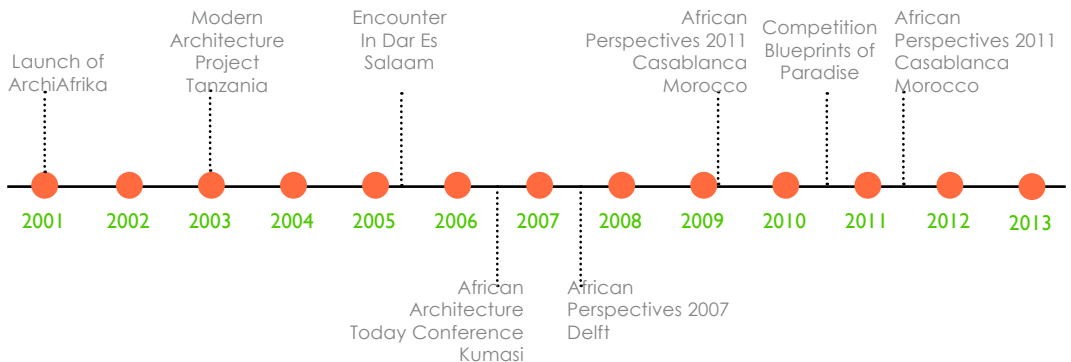 Launch of
ArchiAfrika
Modern
Architecture
Project
Tanzania
Encounter
In Dar Es
Salaam
African
Perspectives 2011
Casablanca
Morocco
Competition
Blueprints of
Paradise
African
Perspectives 2011
Casablanca
Morocco
2001
2002
2003
2004
2005
2006
2007
2008
2009
2010
2011
2012
2013
African
Architecture
Today Conference
Kumasi
African
Perspectives 2007
Delft